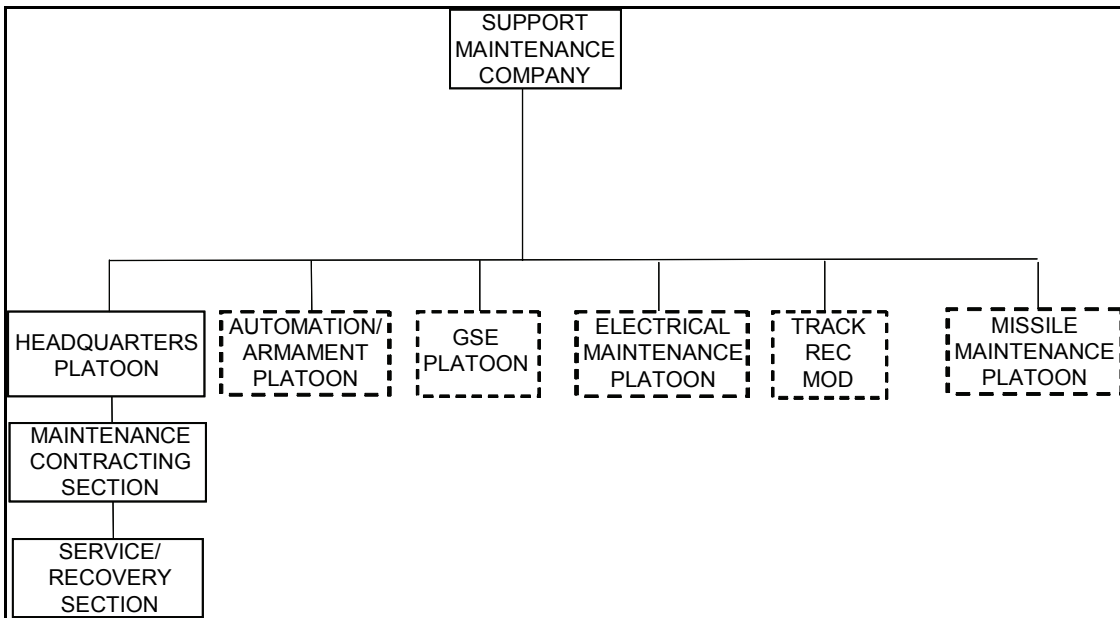 SUPPORT
MAINTENANCE
COMPANY
HEADQUARTERS
PLATOON
AUTOMATION/
ARMAMENT
PLATOON
GSE
PLATOON
ELECTRICAL
MAINTENANCE
PLATOON
TRACK
REC
MOD
MISSILE
MAINTENANCE
PLATOON
MAINTENANCE
CONTRACTING
SECTION
SERVICE/
RECOVERY
SECTION